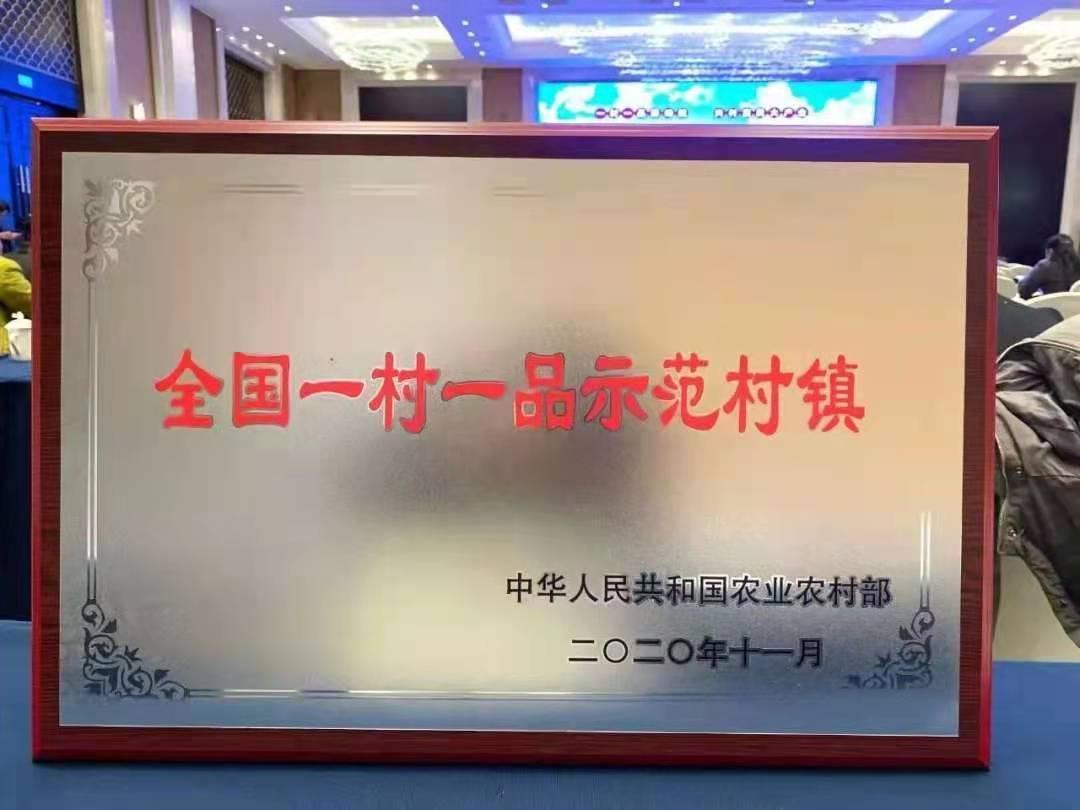 全国一村一品示范村镇
中华人民共和国农业农村部
二〇二〇年十一月